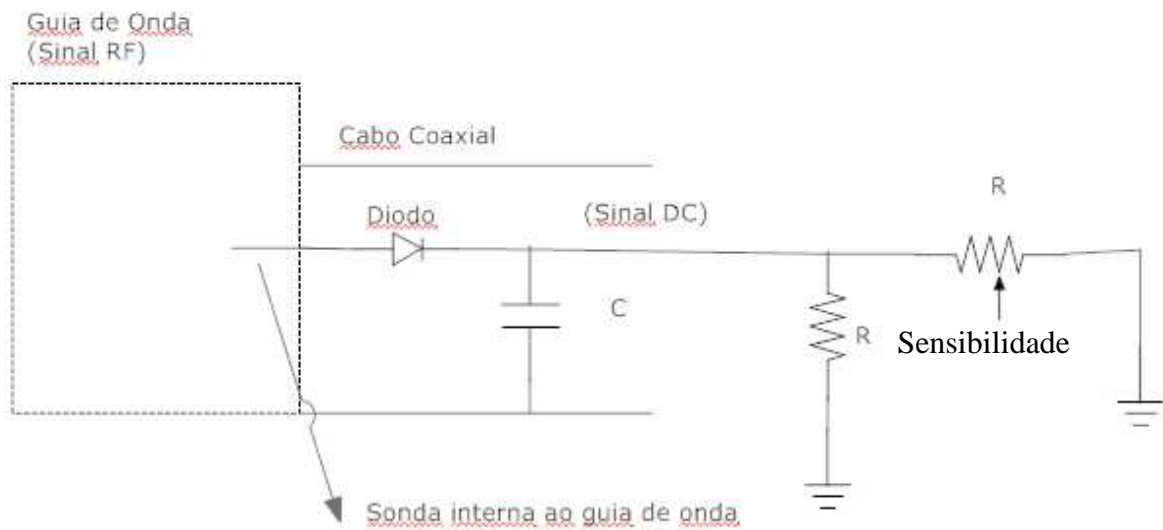 Guia de Onda
(Sinal RF)
Cabo Coaxial
Diodo
(Sinal DC)
R
C
R
Sensibilidade
Sonda interna ao guia de onda